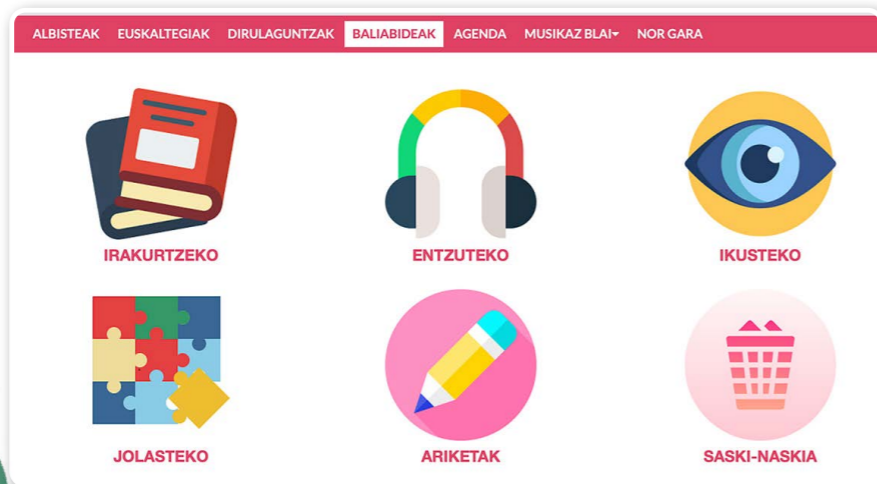 ALBISTEAK EUSKALTEGIAK DIRULAGUNTZAK BALIABIDEAK AGENDA MUSIKAZ BLAI NOR GARA
IRAKURTZEKO ENTZUTEKO IKUSTEKO
JOLASTEKO ARIKETAK SASKI-NASKIA